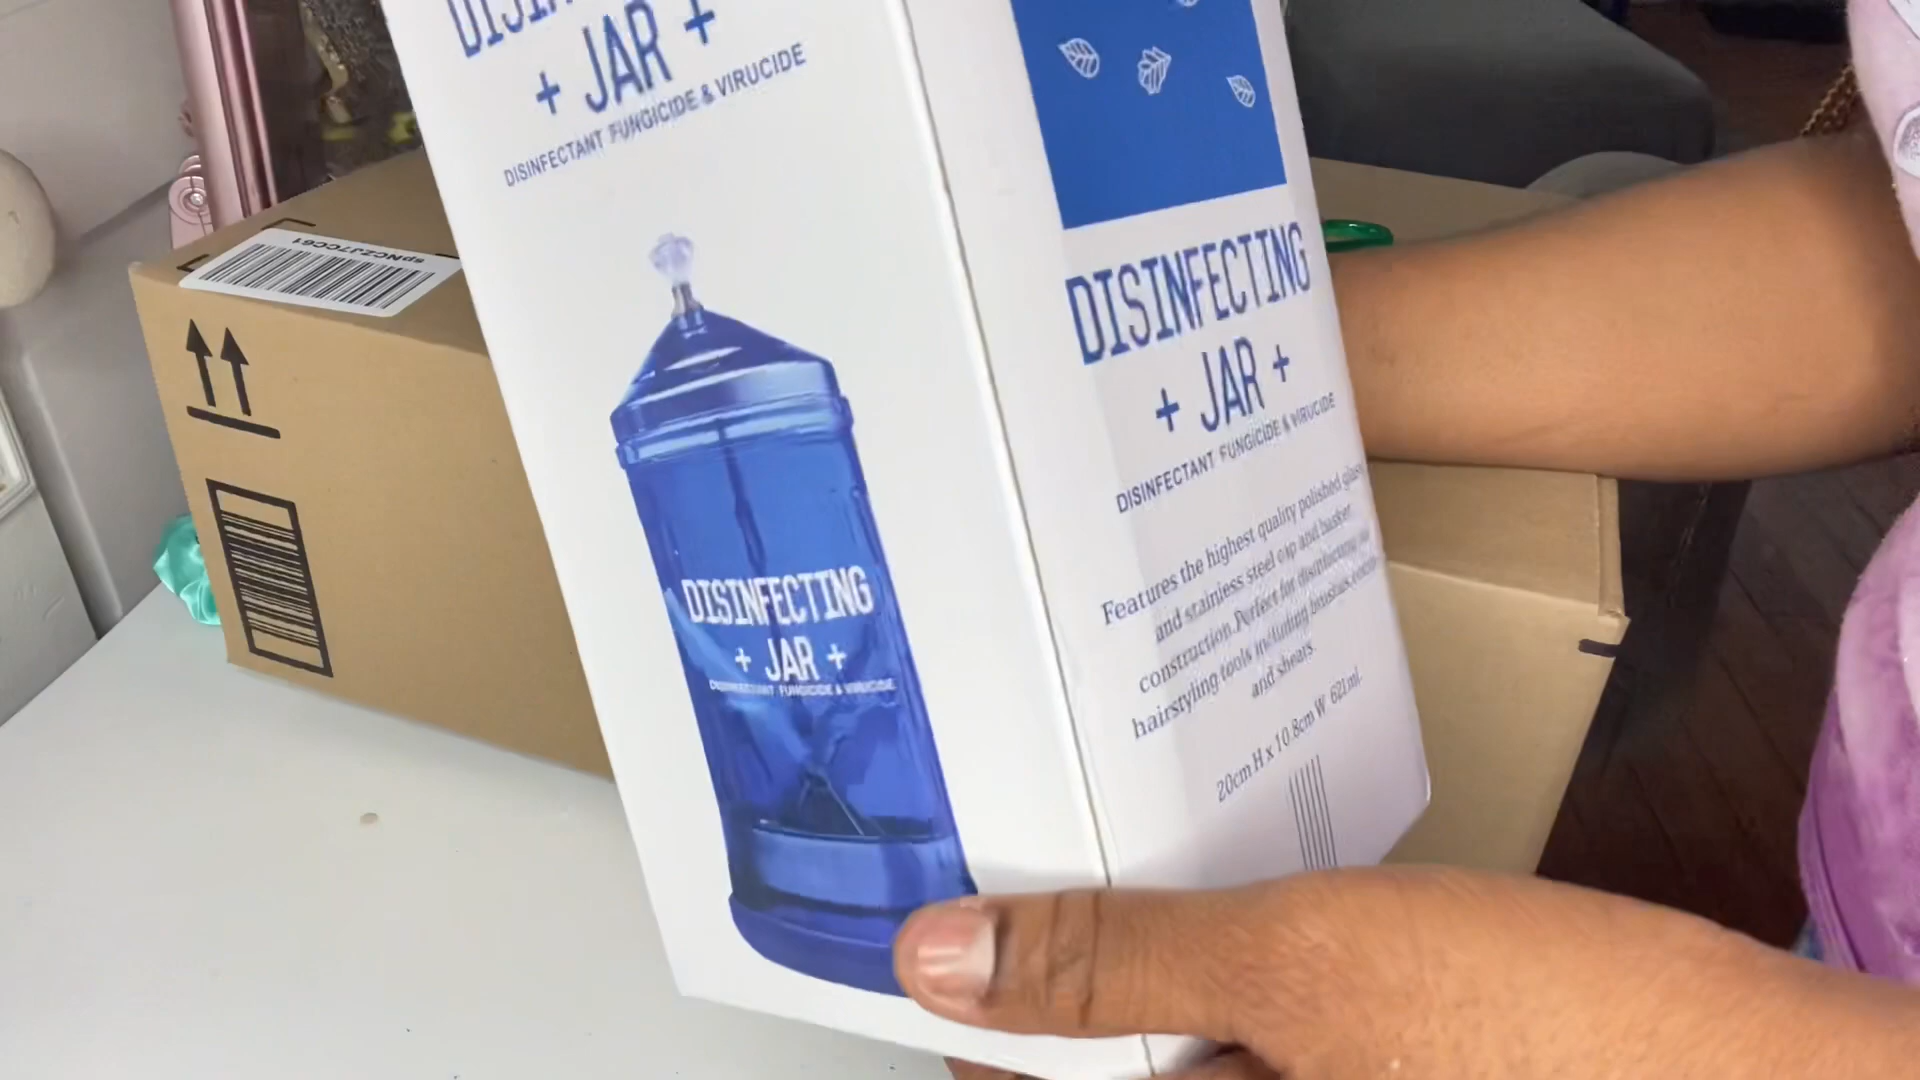 + JAR +
DISINFECTANT FUNGICIDE & VIRUCIDE
DISINFECTING
+ JAR +
DISINFECTANT FUNGICIDE & VIRUCIDE
DISINFECTING
+ JAR +
DISINFECTANT FUNGICIDE & VIRUCIDE
Features the highest quality polished glass
and stainless steel cap and basket
construction. Perfect for disinfecting
hairstyling tools including brushes
and shears.
20cm H x 10.8cm W 621ml
spNCZJ7CC61